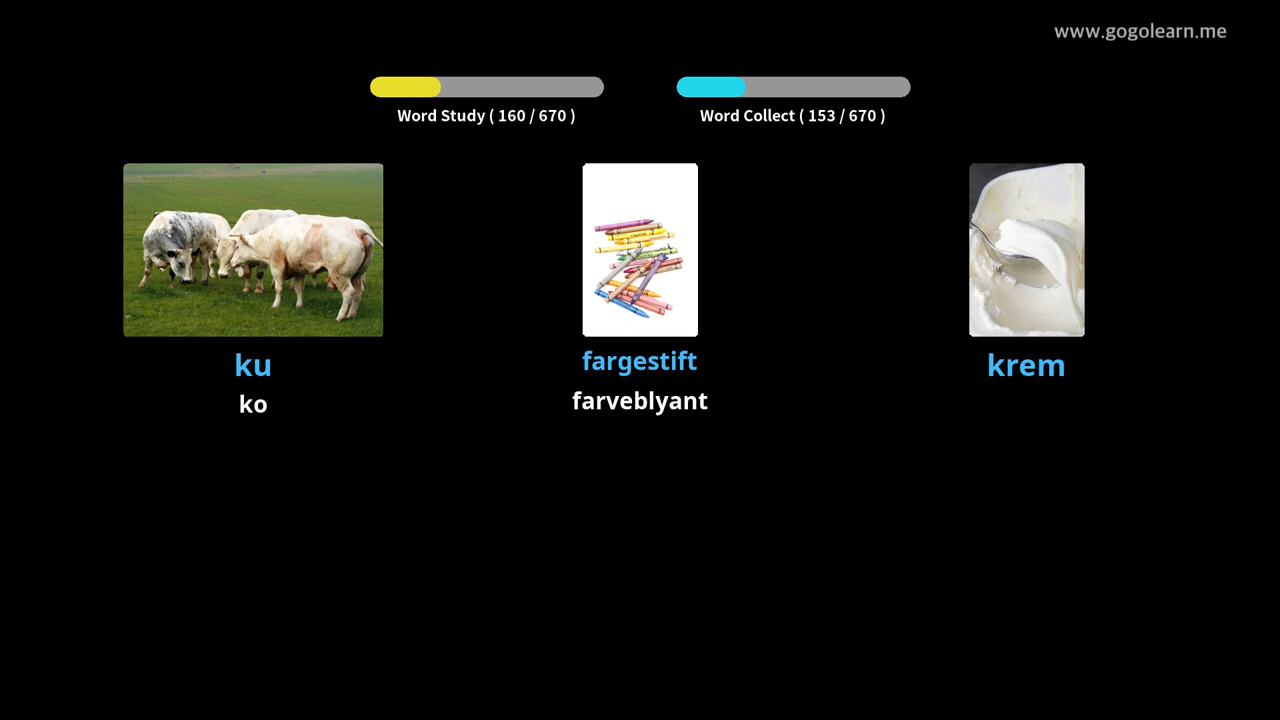 www.gogolearn.me
Word Study ( 160 / 670 )
Word Collect ( 153 / 670 )
ku
fargestift
krem
ko
farveblyant